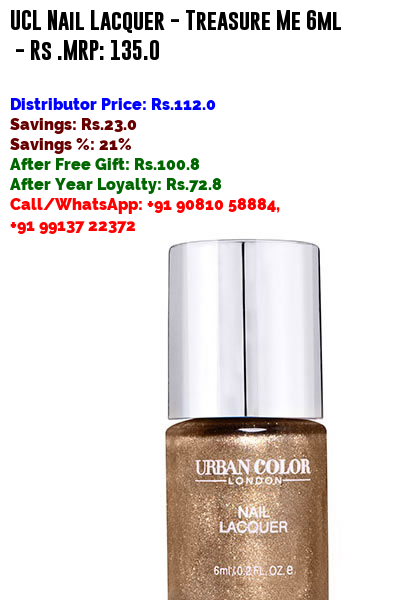 UCL Nail Lacquer - Treasure Me 6ml
- Rs .MRP: 135.0
Distributor Price: Rs.112.0
Savings: Rs.23.0
Savings %: 21%
After Free Gift: Rs.100.8
After Year Loyalty: Rs.72.8
Call/WhatsApp: +91 90810 58884,
+91 99137 22372
URBAN COLOR
LONDON
NAIL
LACQUER
6ml/0.2 FL.OZ. ℮